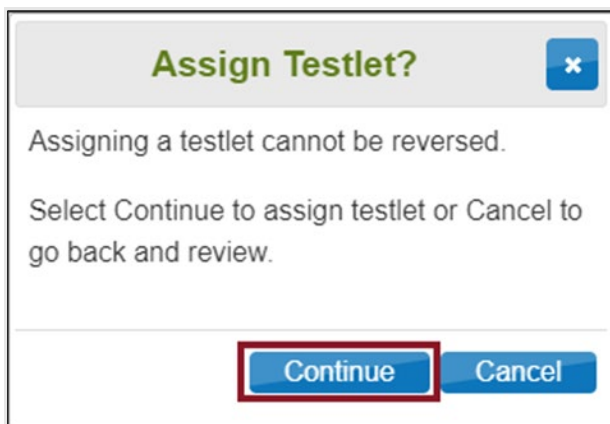 Assign Testlet?
Assigning a testlet cannot be reversed.
Select Continue to assign testlet or Cancel to
go back and review.
Continue Cancel